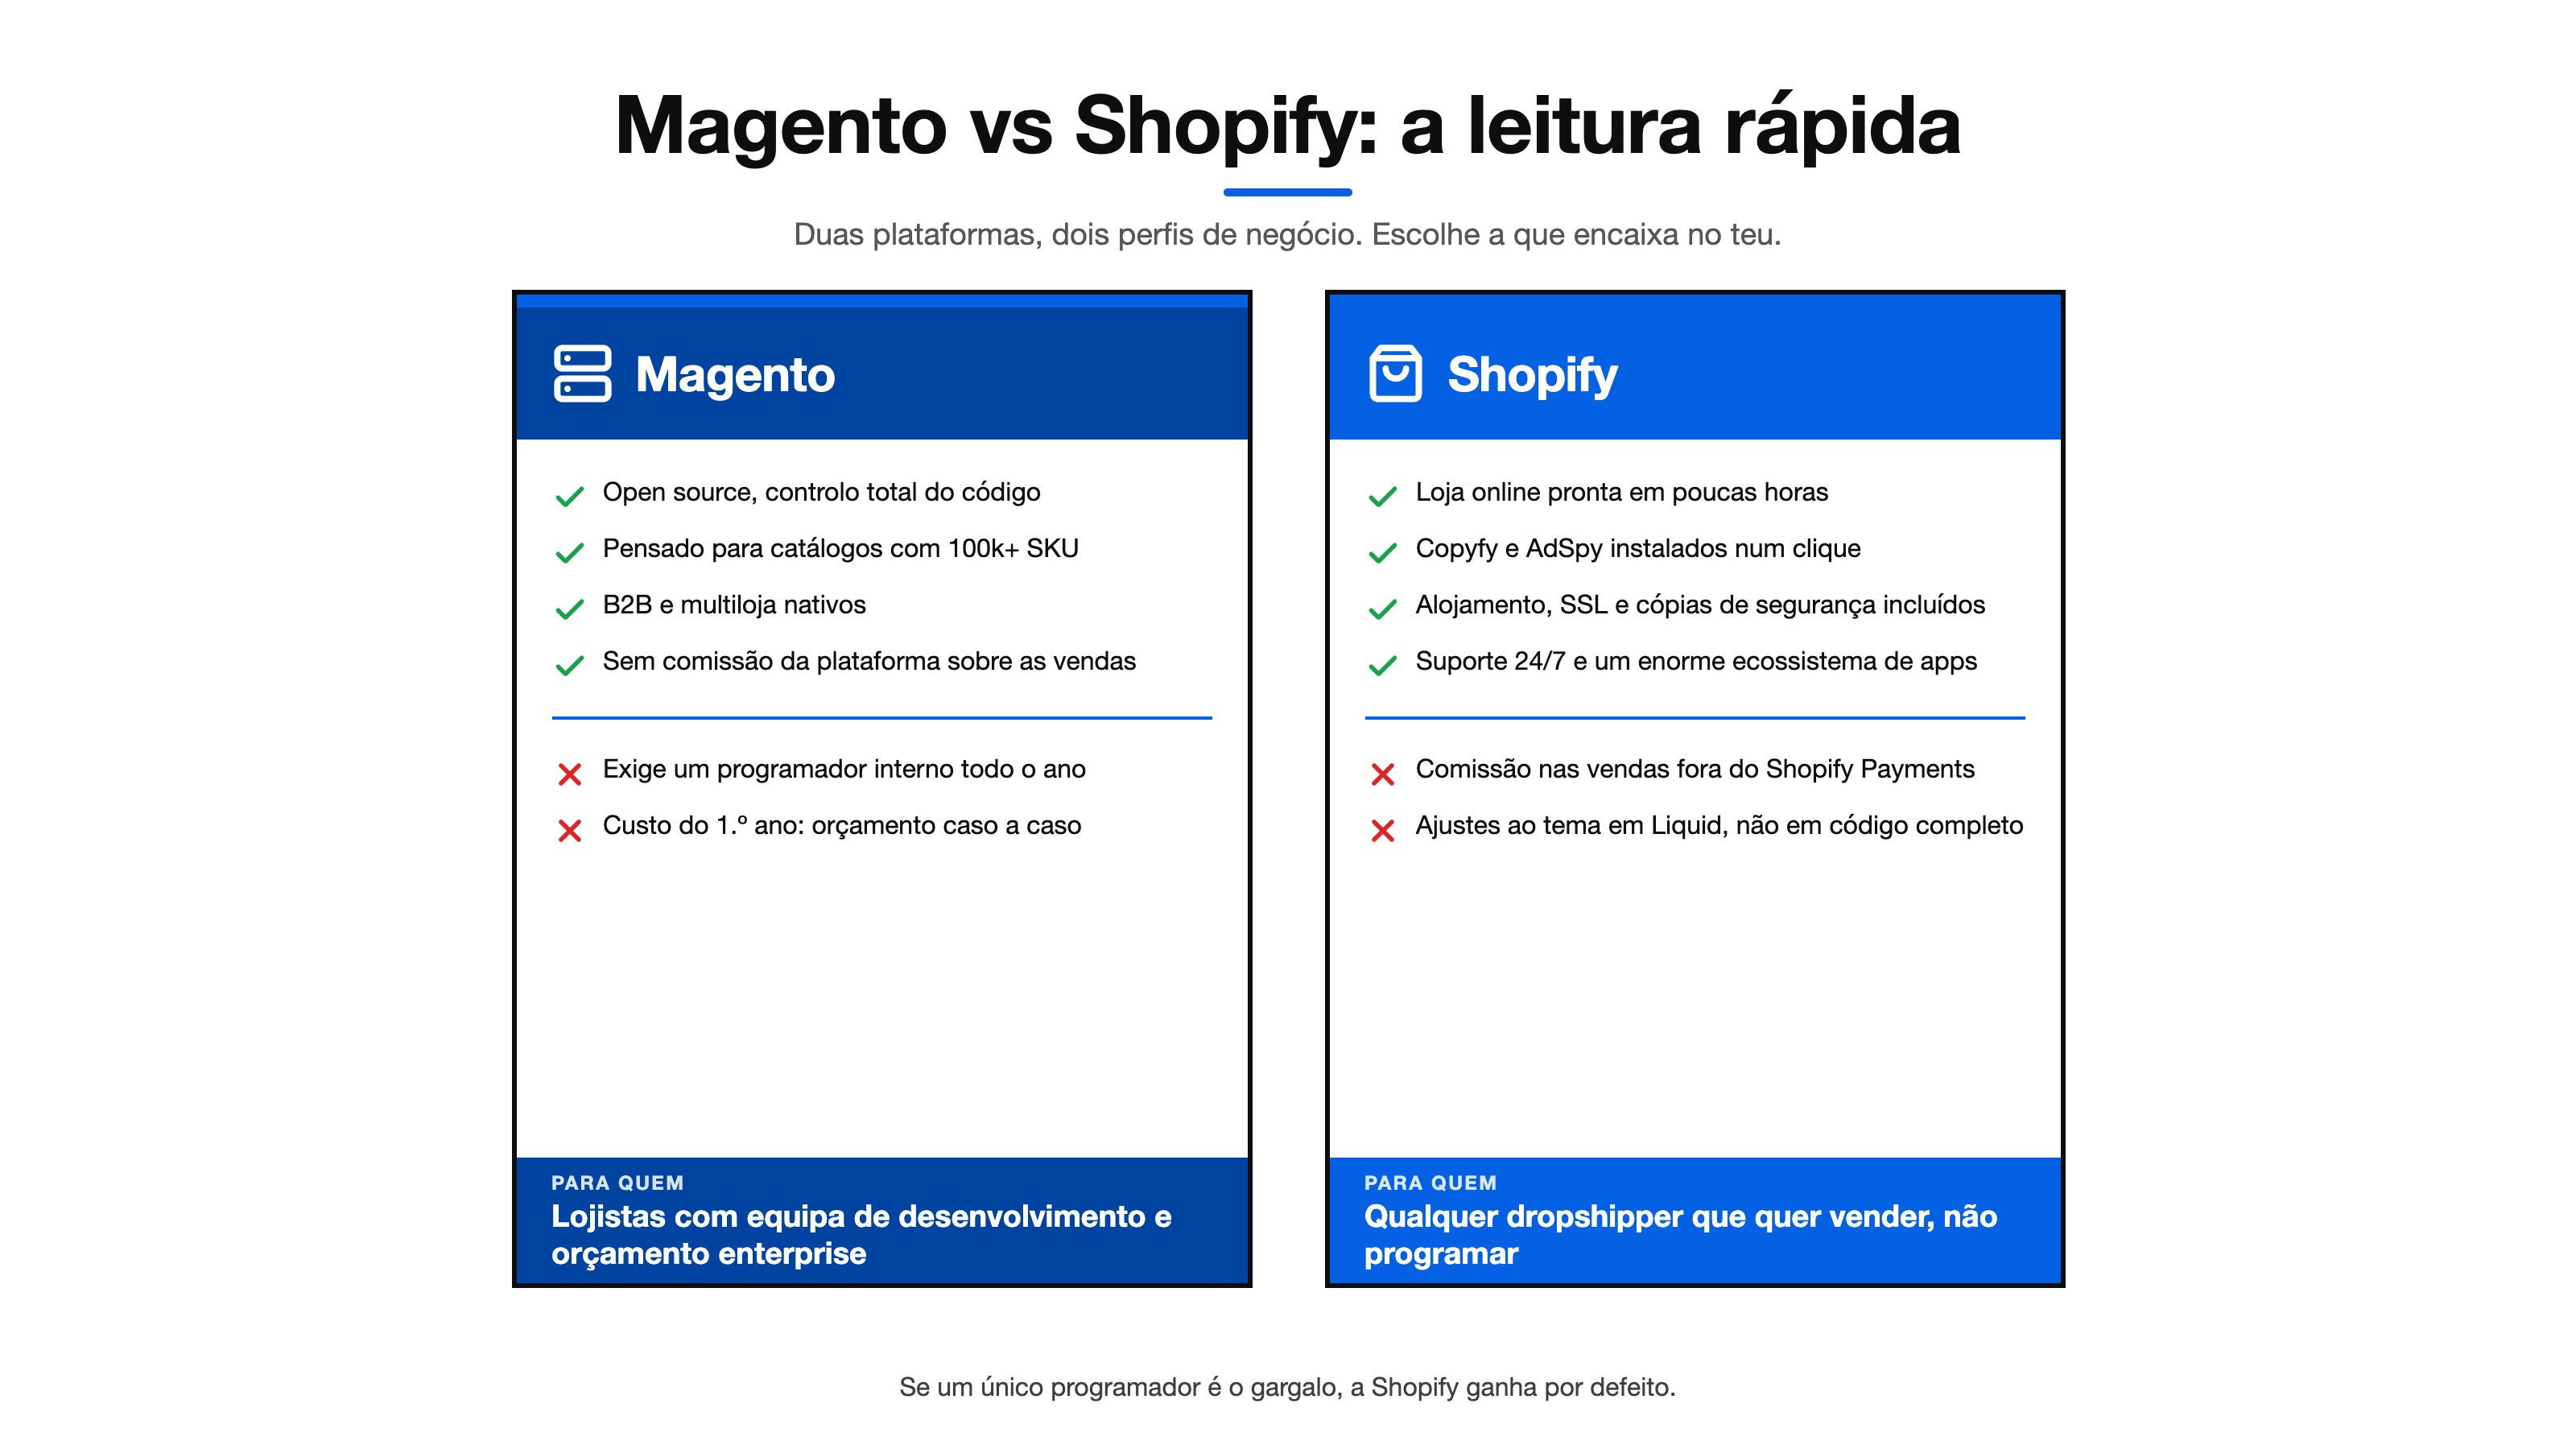 Magento vs Shopify: a leitura rápida
Duas plataformas, dois perfis de negócio. Escolhe a que encaixa no teu.
Magento
Open source, controlo total do código
Pensado para catálogos com 100k+ SKU
B2B e multiloja nativos
Sem comissão da plataforma sobre as vendas
Exige um programador interno todo o ano
Custo do 1.º ano: orçamento caso a caso
PARA QUEM
Lojistas com equipa de desenvolvimento e
orçamento enterprise
Shopify
Loja online pronta em poucas horas
Copyfy e AdSpy instalados num clique
Alojamento, SSL e cópias de segurança incluídos
Suporte 24/7 e um enorme ecossistema de apps
Comissão nas vendas fora do Shopify Payments
Ajustes ao tema em Liquid, não em código completo
PARA QUEM
Qualquer dropshipper que quer vender, não
programar
Se um único programador é o gargalo, a Shopify ganha por defeito.